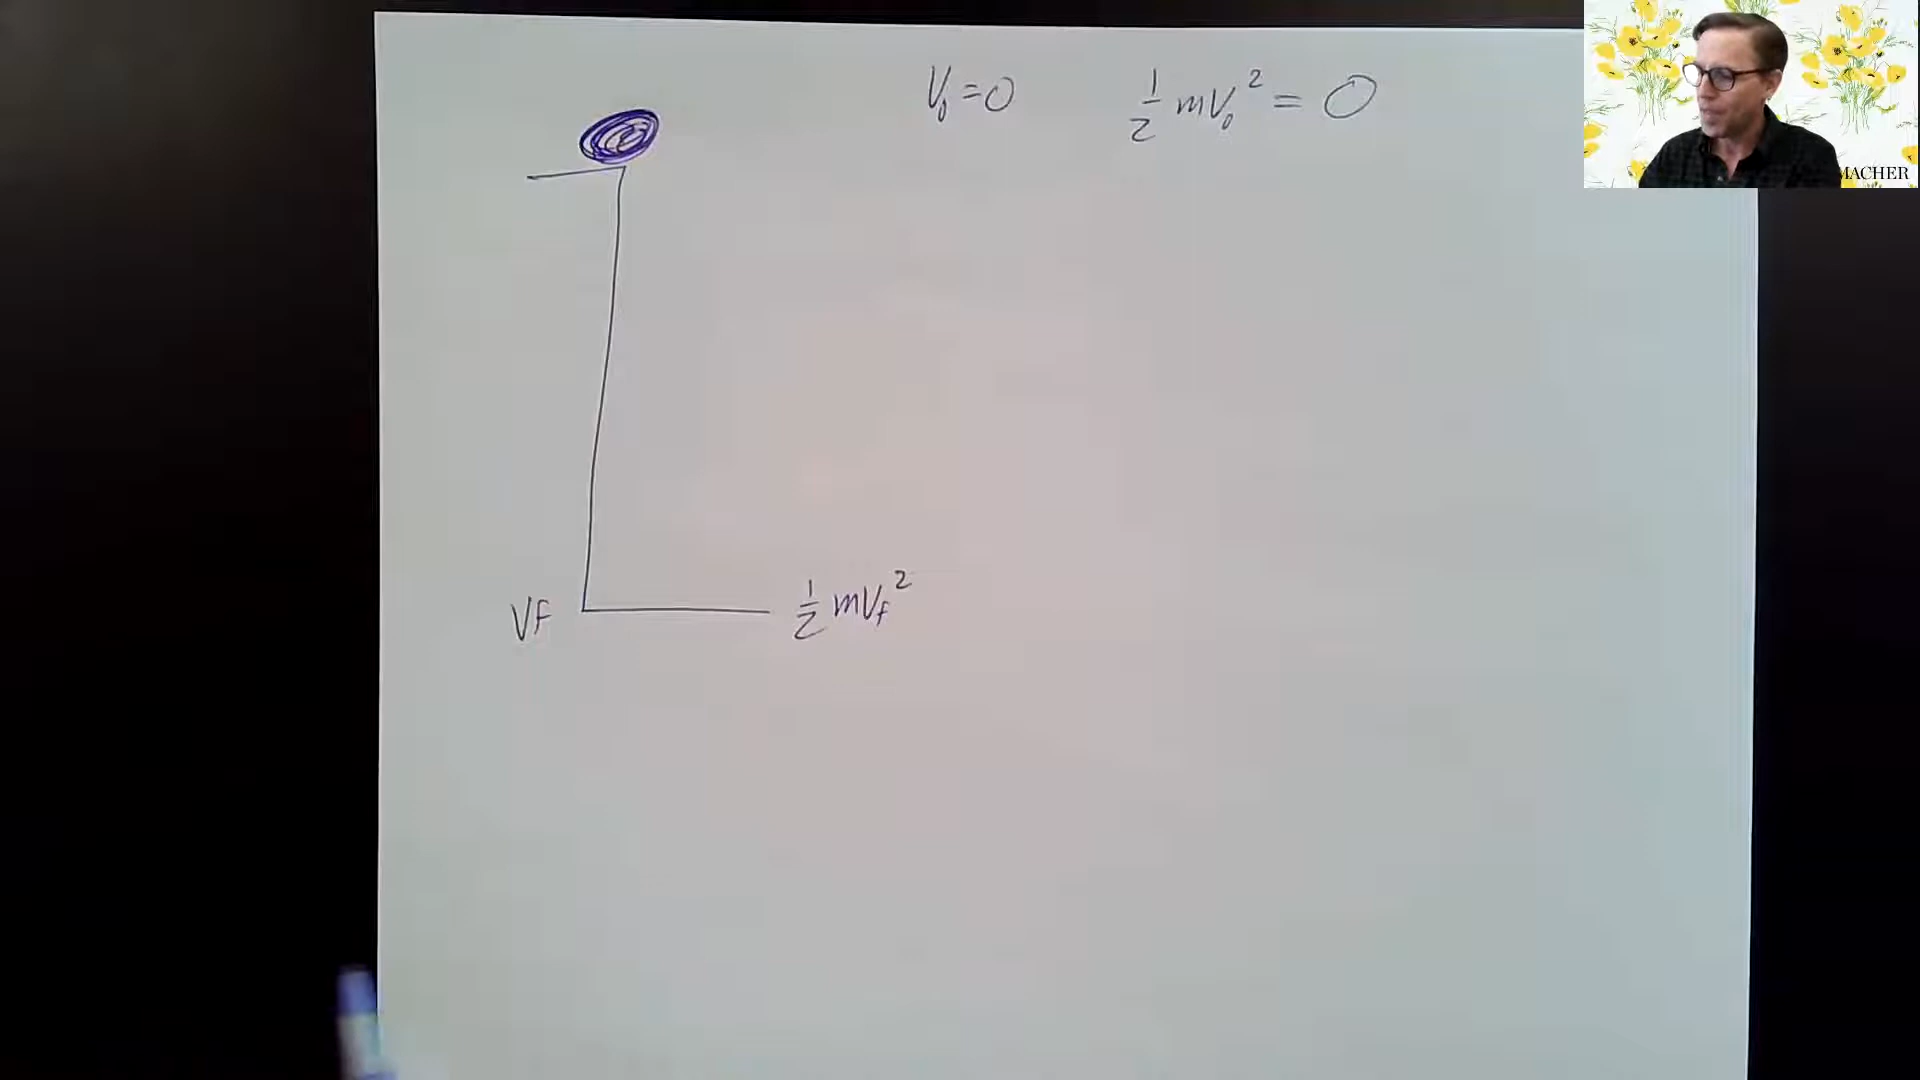 V₀ = 0
½ mV₀² = 0
MACHER
VF
½ mVf²